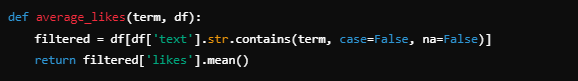 def average_likes(term, df):
    filtered = df[df['text'].str.contains(term, case=False, na=False)]
    return filtered['likes'].mean()